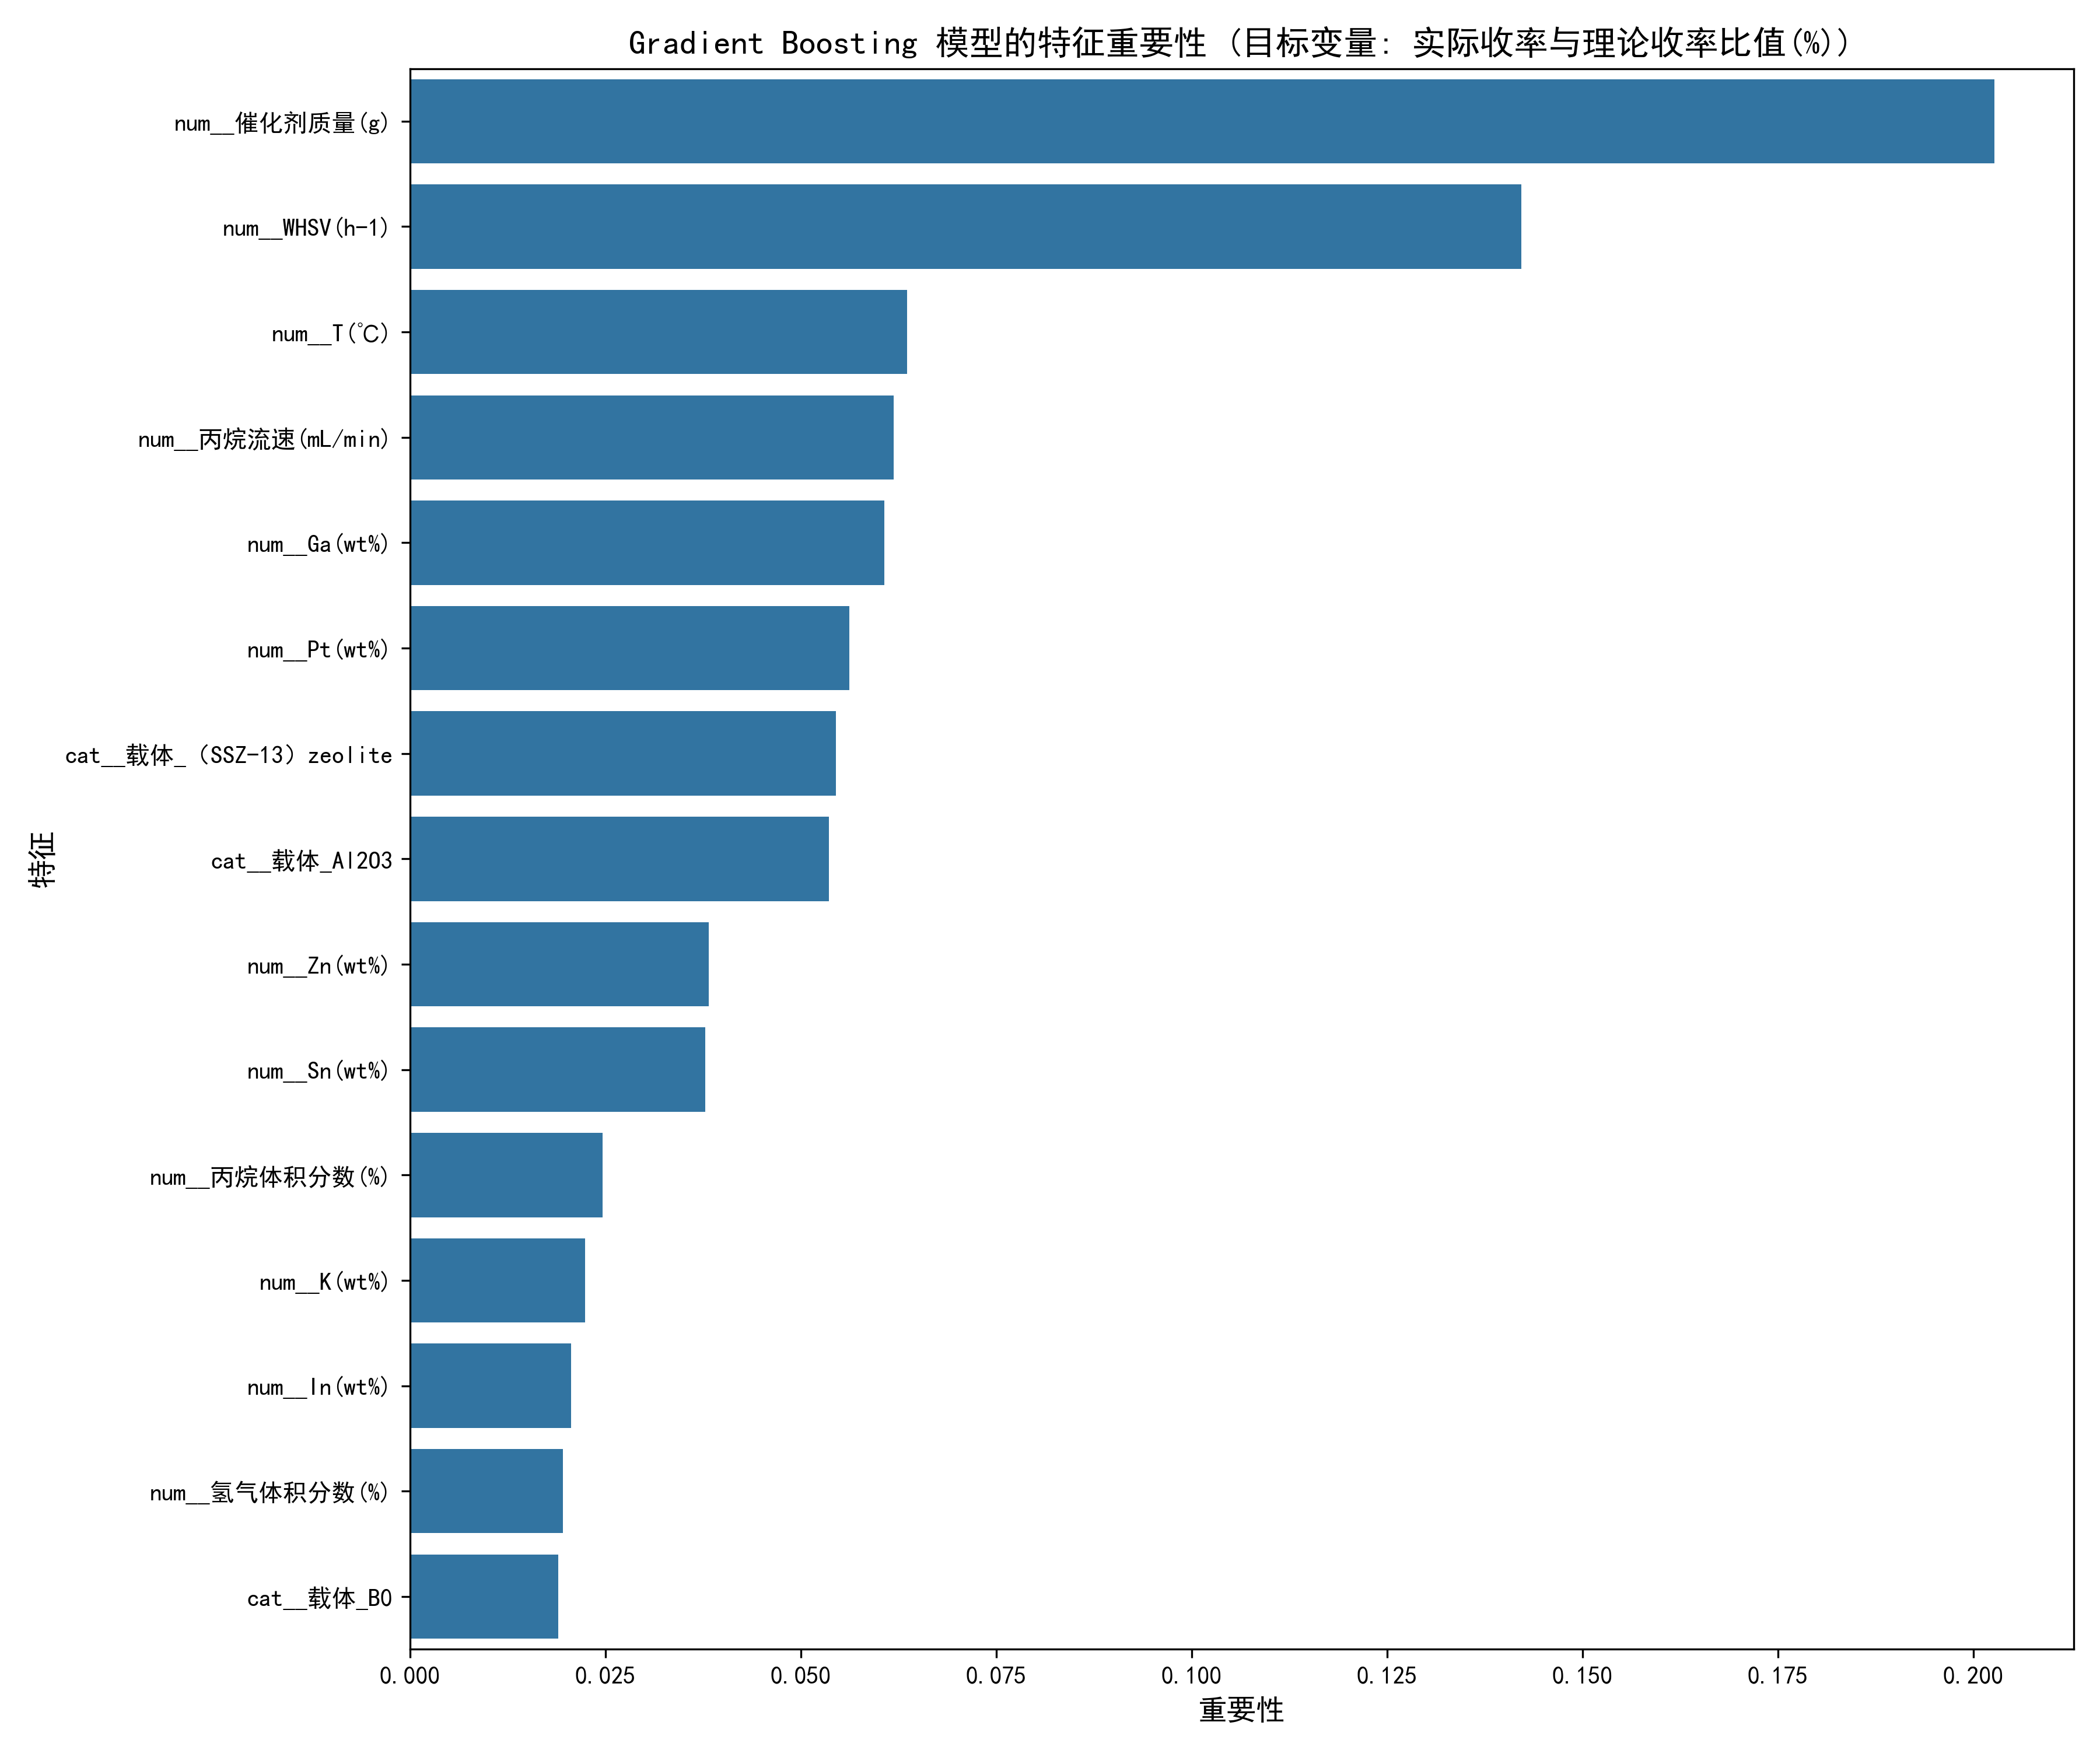 Gradient Boosting 模型的特征重要性 (目标变量: 实际收率与理论收率比值(%))
num__催化剂质量(g)
num__WHSV(h-1)
num__T(℃)
num__丙烷流速(mL/min)
num__Ga(wt%)
num__Pt(wt%)
cat__载体_（SSZ-13）zeolite
cat__载体_Al2O3
num__Zn(wt%)
num__Sn(wt%)
num__丙烷体积分数(%)
num__K(wt%)
num__In(wt%)
num__氢气体积分数(%)
cat__载体_BO
特征
0.000 0.025 0.050 0.075 0.100 0.125 0.150 0.175 0.200
重要性